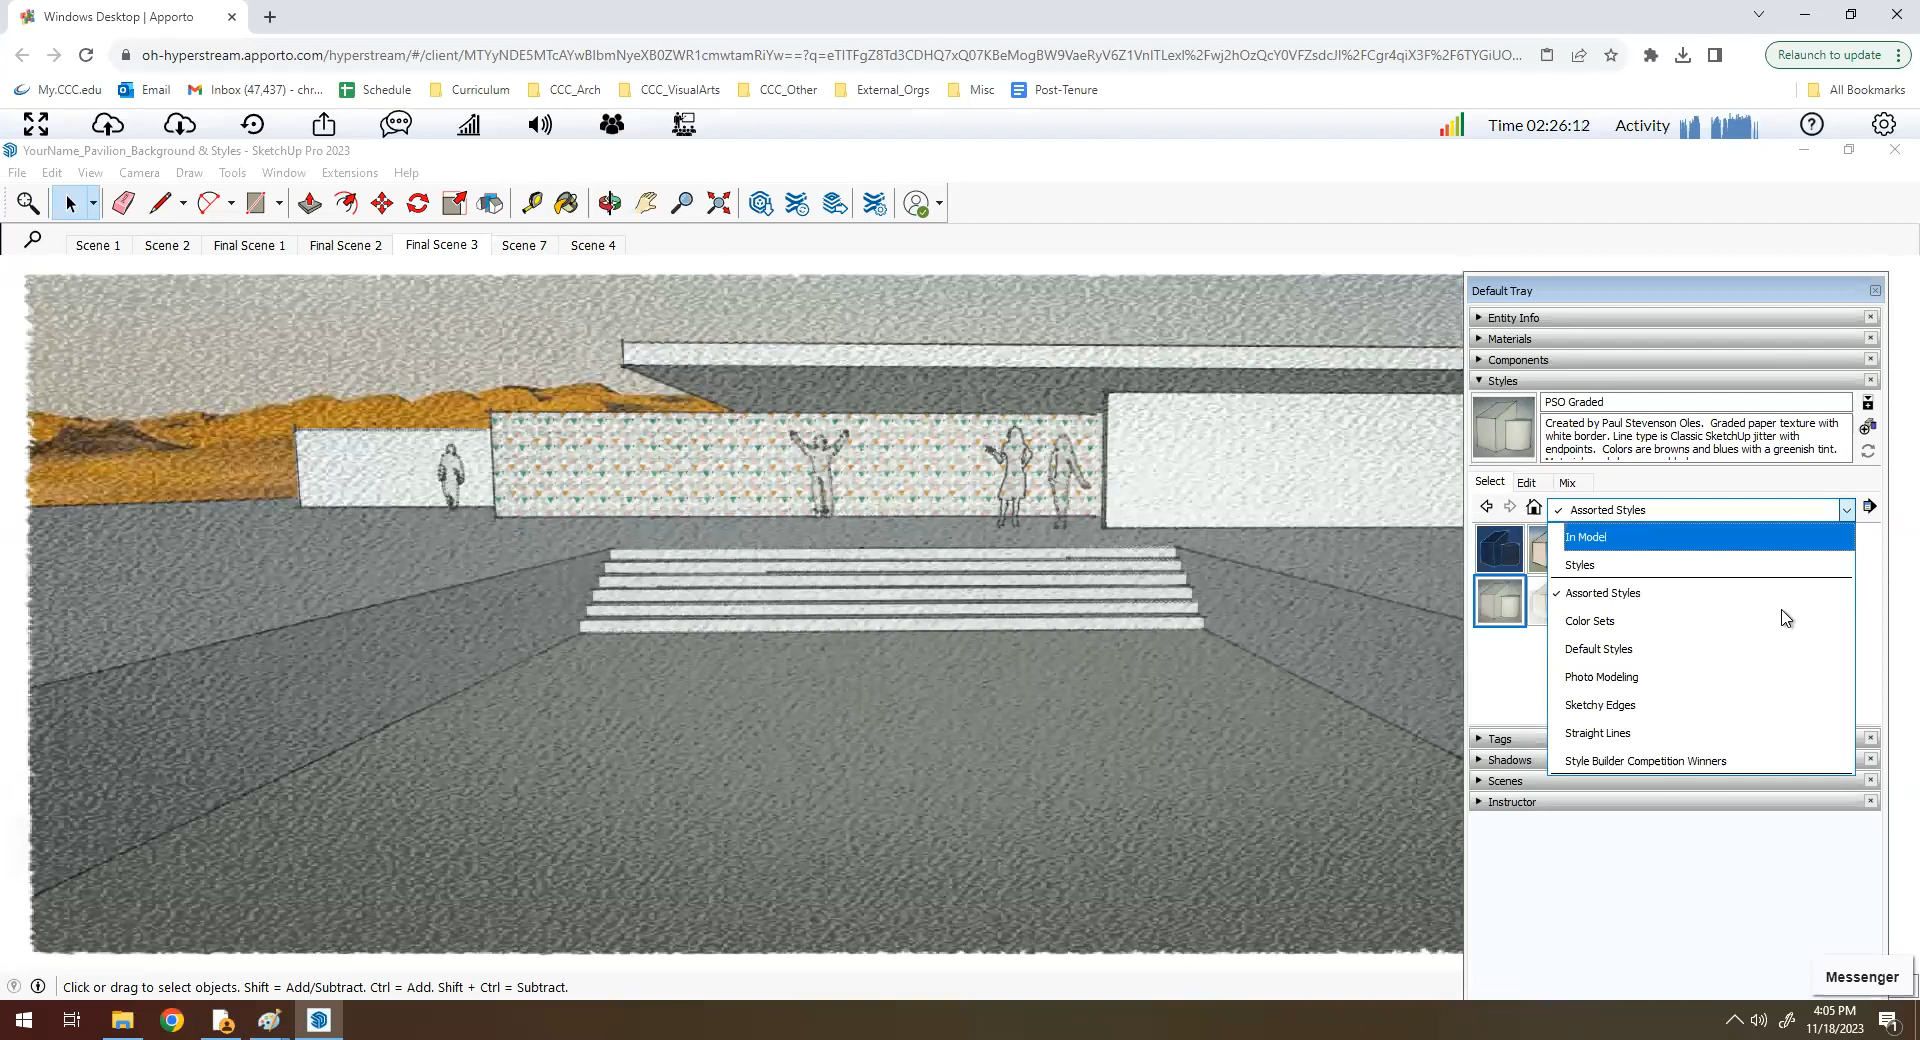 Windows Desktop | Apporto
oh-hyperstream.apporto.com/hyperstream/#/client/
My.CCC.edu Email Inbox (47,437) - chr... Schedule Curriculum CCC_Arch CCC_VisualArts CCC_Other External_Orgs Misc Post-Tenure All Bookmarks
Relaunch to update
Time 02:26:12 Activity
YourName_Pavilion_Background & Styles - SketchUp Pro 2023
File Edit View Camera Draw Tools Window Extensions Help
Scene 1 Scene 2 Final Scene 1 Final Scene 2 Final Scene 3 Scene 7 Scene 4
Default Tray
Entity Info
Materials
Components
Styles
PSO Graded
Created by Paul Stevenson Oles. Graded paper texture with
white border. Line type is Classic SketchUp jitter with
endpoints. Colors are browns and blues with a greenish tint.
Select Edit Mix
Assorted Styles
In Model
Styles
Assorted Styles
Color Sets
Default Styles
Photo Modeling
Sketchy Edges
Straight Lines
Style Builder Competition Winners
Tags
Shadows
Scenes
Instructor
Messenger
Click or drag to select objects. Shift = Add/Subtract. Ctrl = Add. Shift + Ctrl = Subtract.
4:05 PM
11/18/2023
1